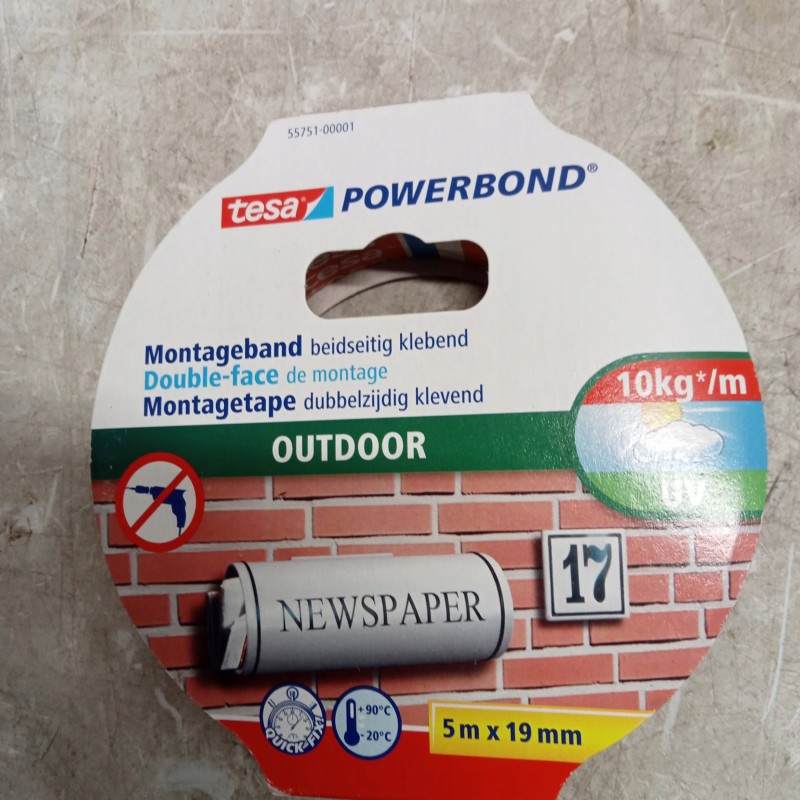 55751-00001
tesa® POWERBOND®
tesa
Montageband beidseitig klebend
Double-face de montage
Montagetape dubbelzijdig klevend
10kg*/m
OUTDOOR
UV
17
NEWSPAPER
+90°C
-20°C
QUICK-FIX
5 m x 19 mm